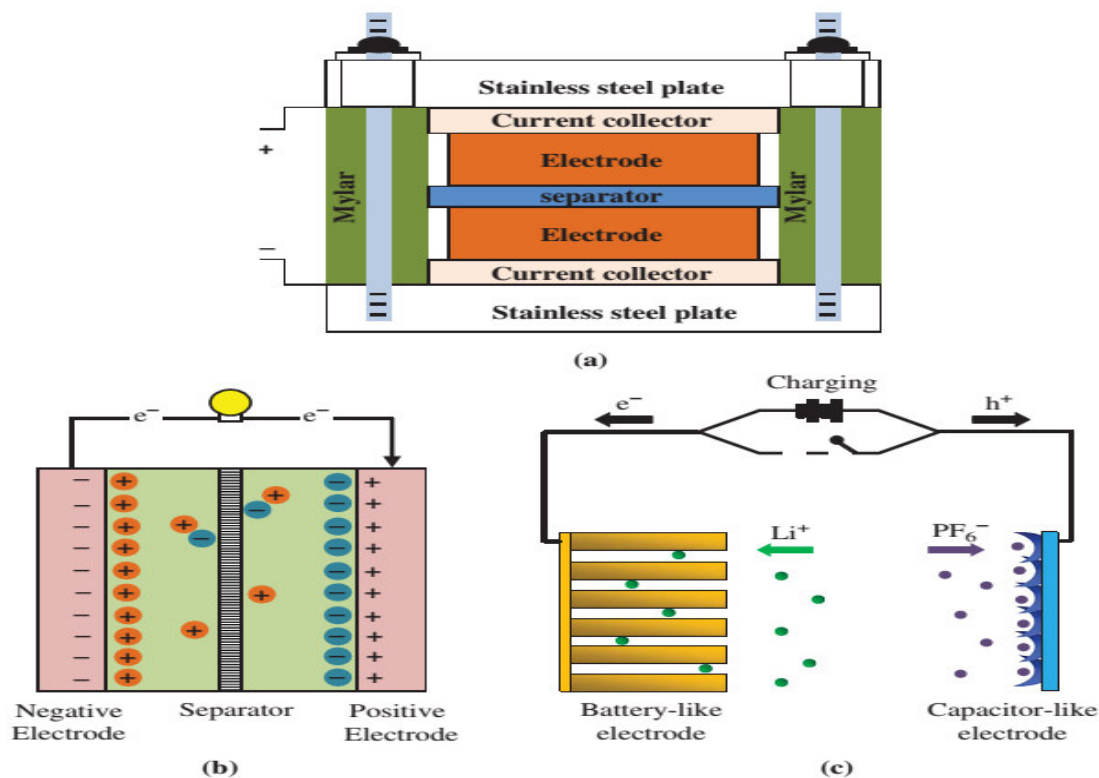 Stainless steel plate
Current collector
+
Mylar
Electrode
Mylar
separator
Electrode
−
Current collector
Stainless steel plate
(a)
e⁻ e⁻
− + − +
− + − +
− + − +
− + − +
− + − +
− + − +
− + − +
− + − +
− + − +
− + − +
+ −
+ −
+
+
Negative
Electrode
Separator
Positive
Electrode
(b)
Charging
e⁻
h⁺
Li⁺
PF₆⁻
Battery-like
electrode
Capacitor-like
electrode
(c)